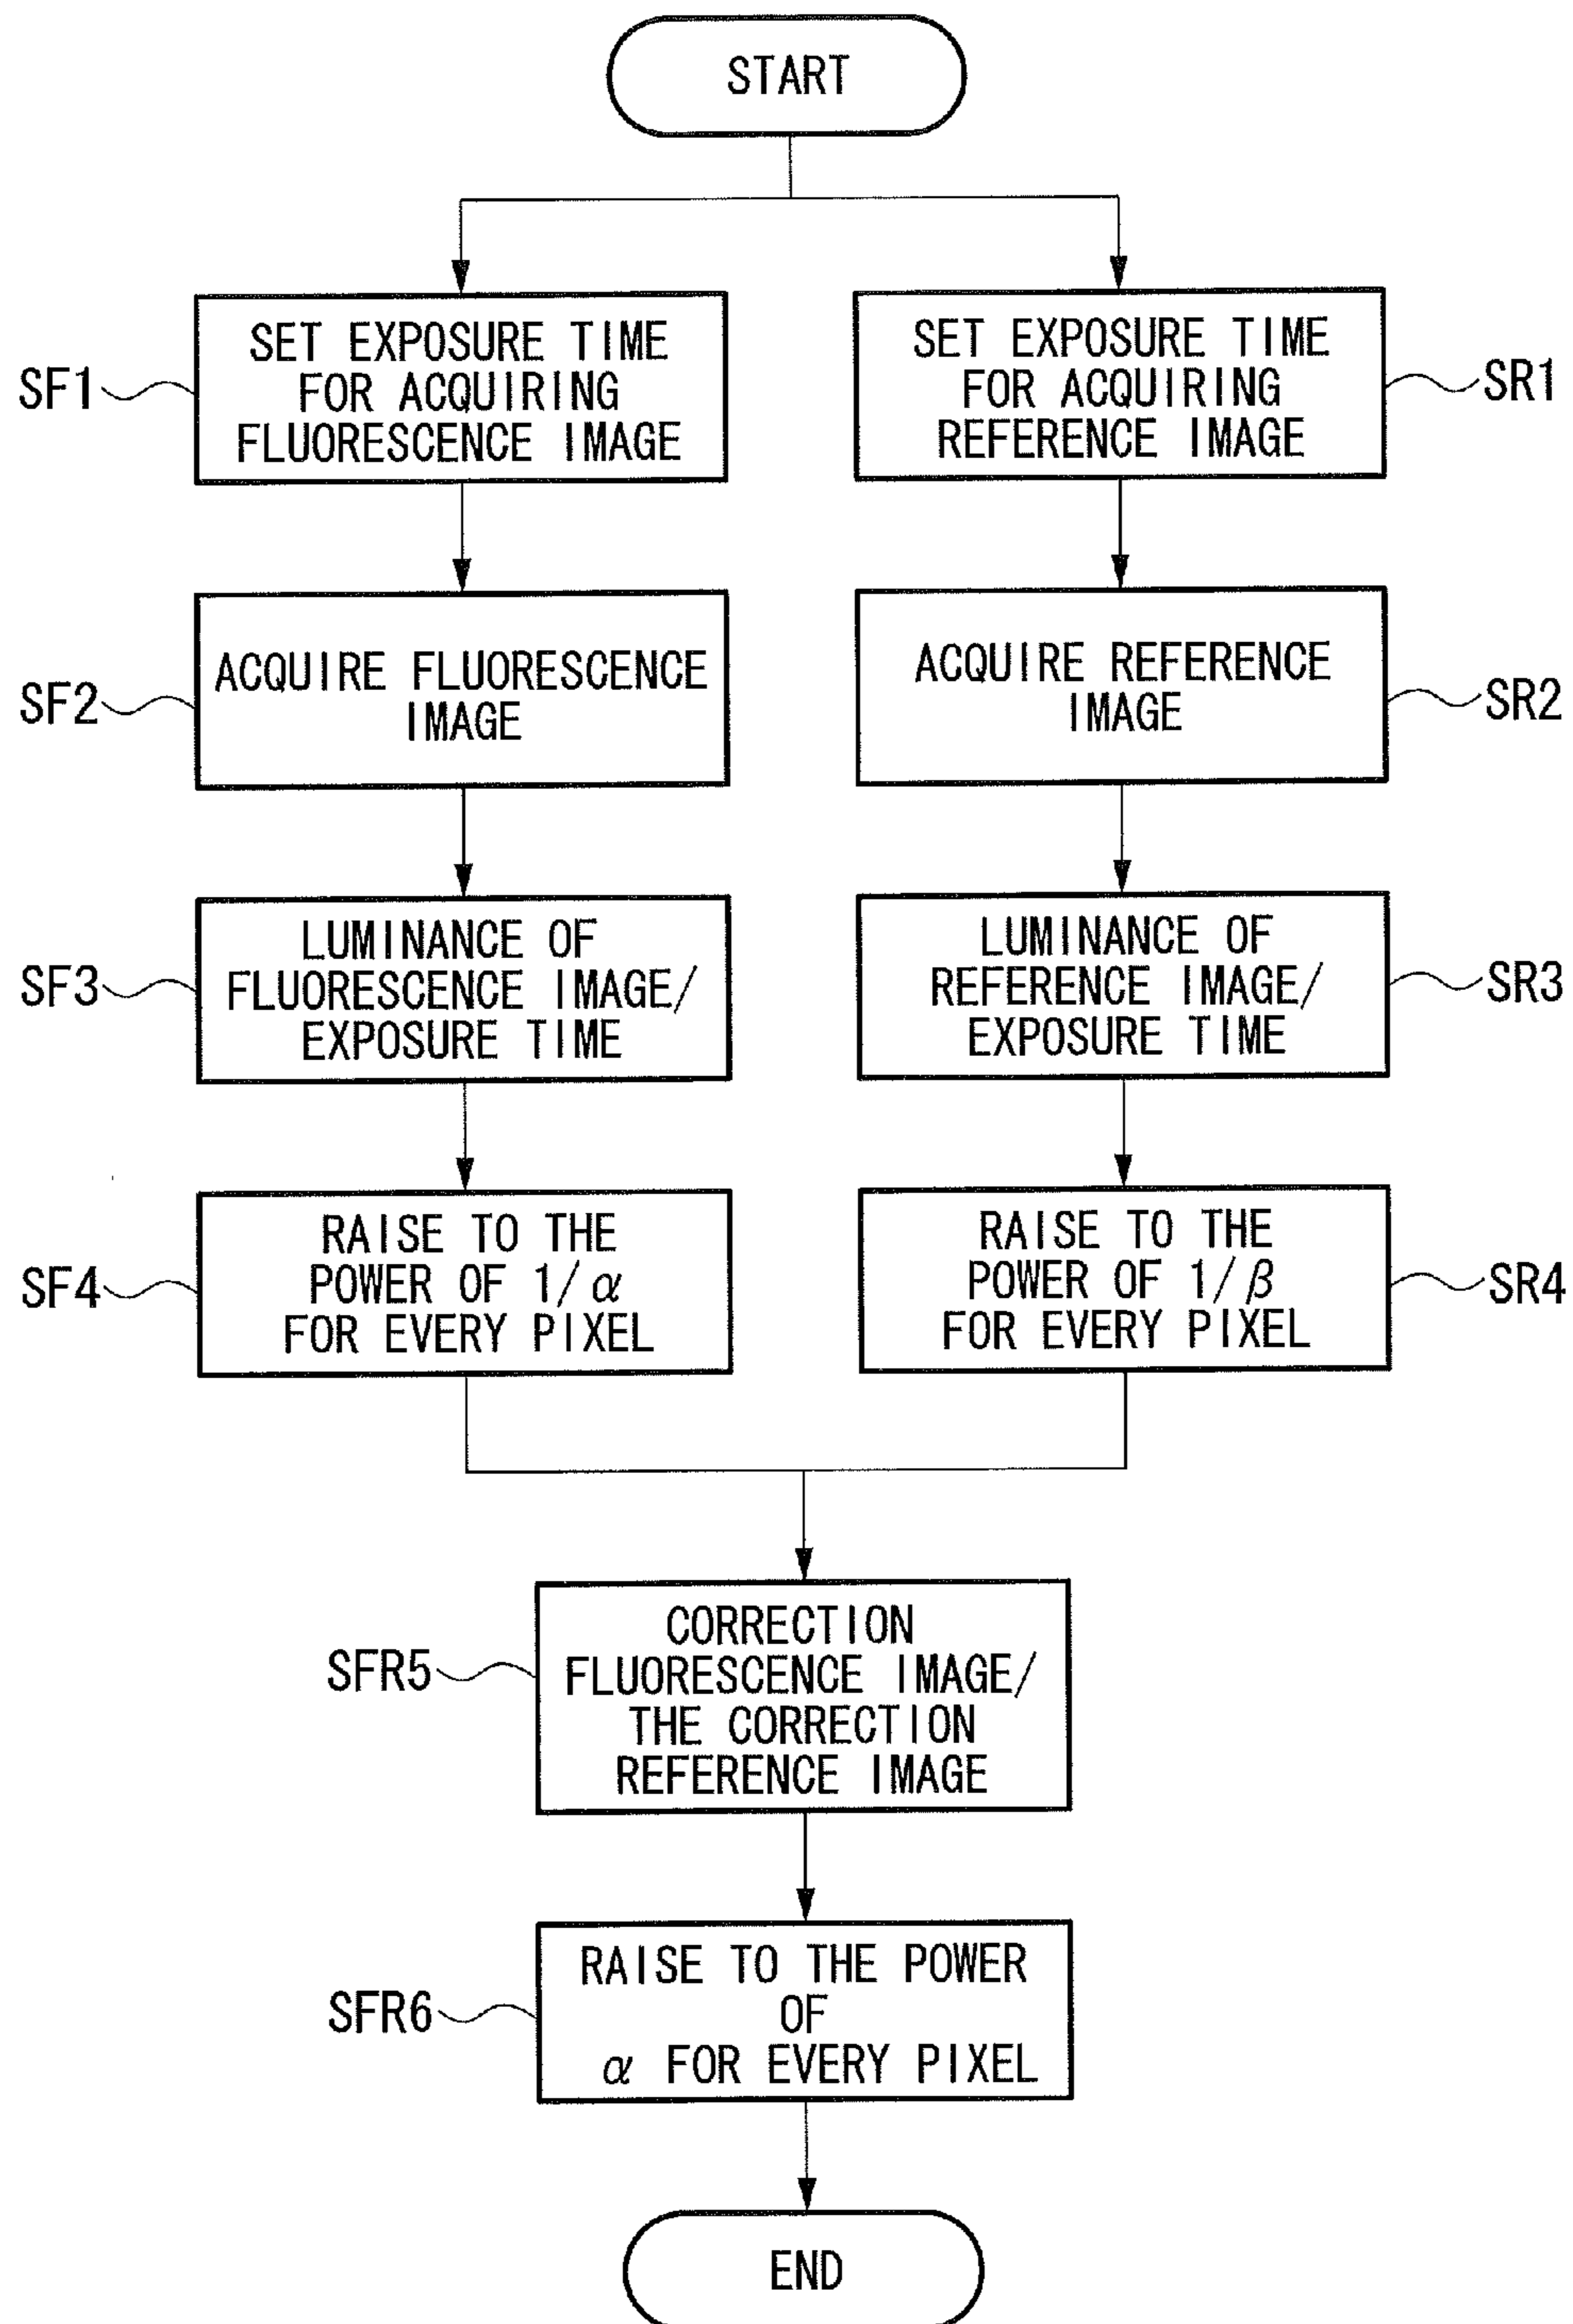 START
SF1
SET EXPOSURE TIME
FOR ACQUIRING
FLUORESCENCE IMAGE
SET EXPOSURE TIME
FOR ACQUIRING
REFERENCE IMAGE
SR1
SF2
ACQUIRE FLUORESCENCE
IMAGE
ACQUIRE REFERENCE
IMAGE
SR2
SF3
LUMINANCE OF
FLUORESCENCE IMAGE/
EXPOSURE TIME
LUMINANCE OF
REFERENCE IMAGE/
EXPOSURE TIME
SR3
SF4
RAISE TO THE
POWER OF 1/α
FOR EVERY PIXEL
RAISE TO THE
POWER OF 1/β
FOR EVERY PIXEL
SR4
SFR5
CORRECTION
FLUORESCENCE IMAGE/
THE CORRECTION
REFERENCE IMAGE
SFR6
RAISE TO THE POWER
OF
α FOR EVERY PIXEL
END